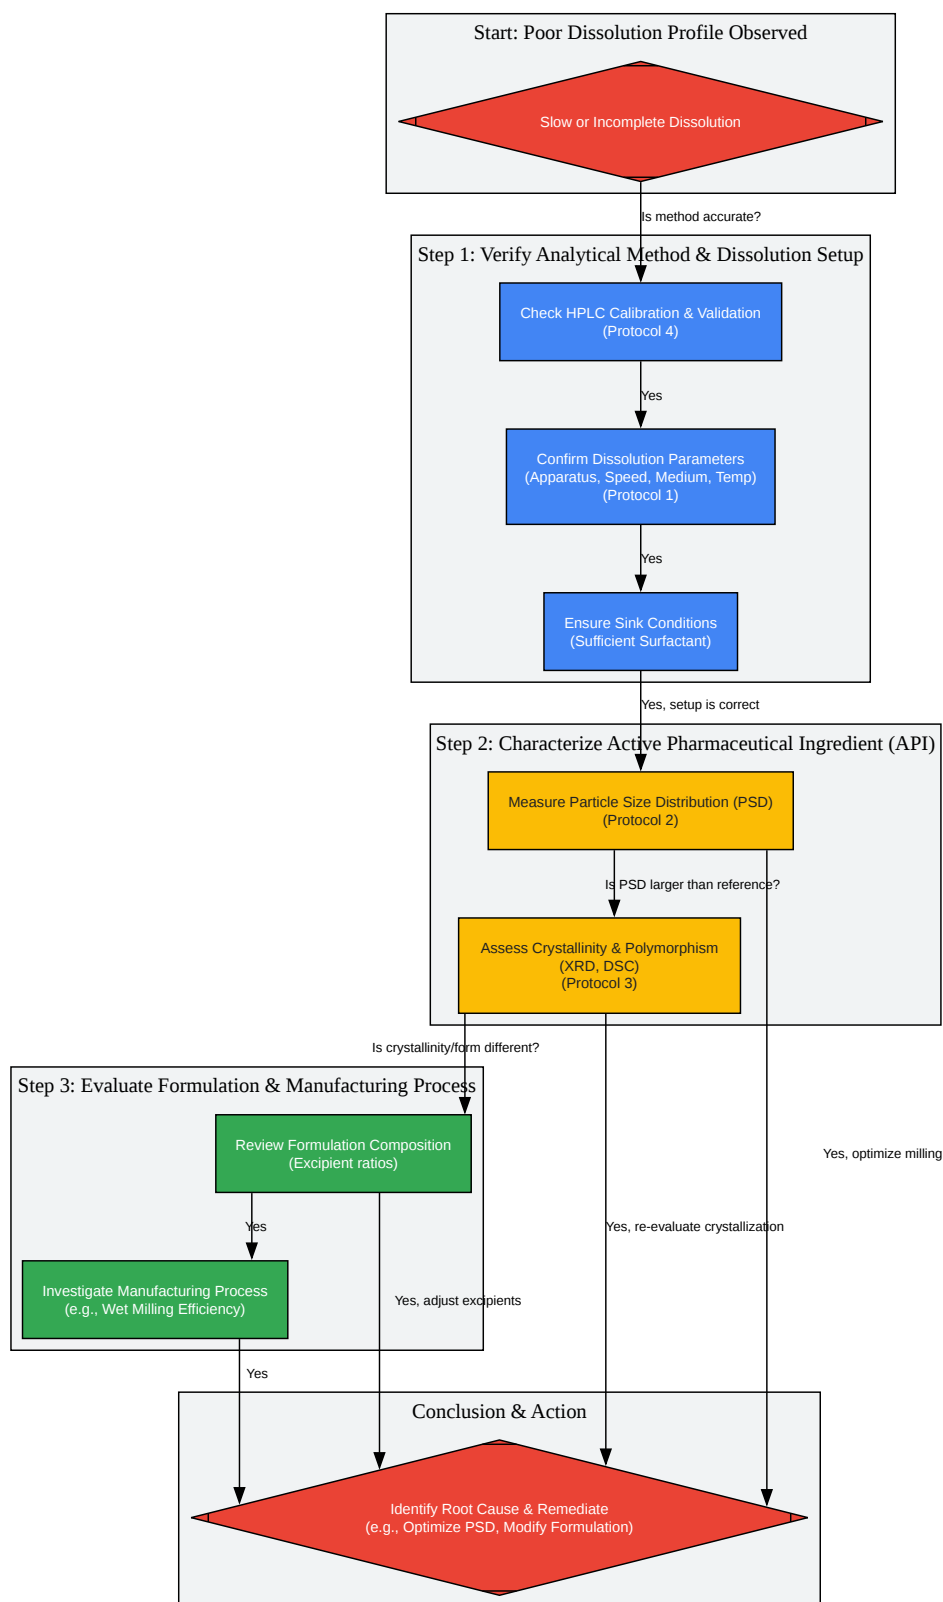 Start: Poor Dissolution Profile Observed
Slow or Incomplete Dissolution
Is method accurate?
Step 1: Verify Analytical Method & Dissolution Setup
Check HPLC Calibration & Validation
(Protocol 4)
Yes
Confirm Dissolution Parameters
(Apparatus, Speed, Medium, Temp)
(Protocol 1)
Yes
Ensure Sink Conditions
(Sufficient Surfactant)
Yes, setup is correct
Step 2: Characterize Active Pharmaceutical Ingredient (API)
Measure Particle Size Distribution (PSD)
(Protocol 2)
Is PSD larger than reference?
Assess Crystallinity & Polymorphism
(XRD, DSC)
(Protocol 3)
Is crystallinity/form different?
Step 3: Evaluate Formulation & Manufacturing Process
Review Formulation Composition
(Excipient ratios)
Yes, optimize milling
Yes
Yes, re-evaluate crystallization
Investigate Manufacturing Process
(e.g., Wet Milling Efficiency)
Yes, adjust excipients
Yes
Conclusion & Action
Identify Root Cause & Remediate
(e.g., Optimize PSD, Modify Formulation)